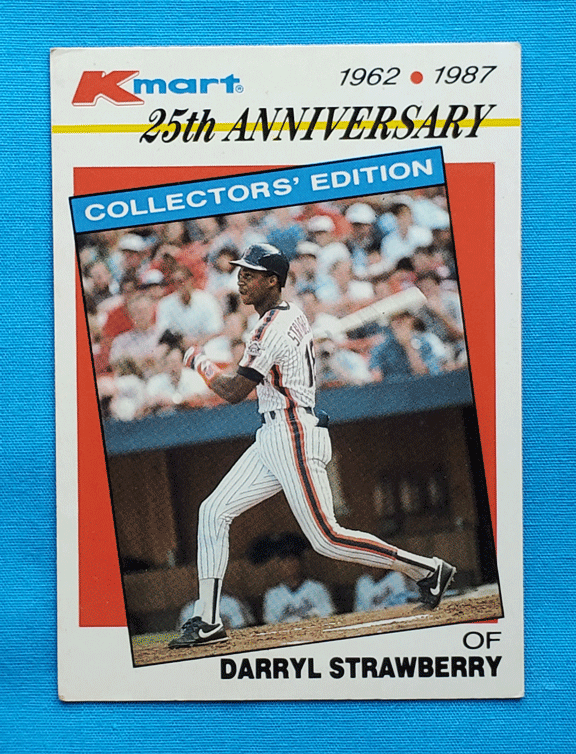 Kmart® 1962 • 1987
25th ANNIVERSARY
COLLECTORS' EDITION
OF
DARRYL STRAWBERRY